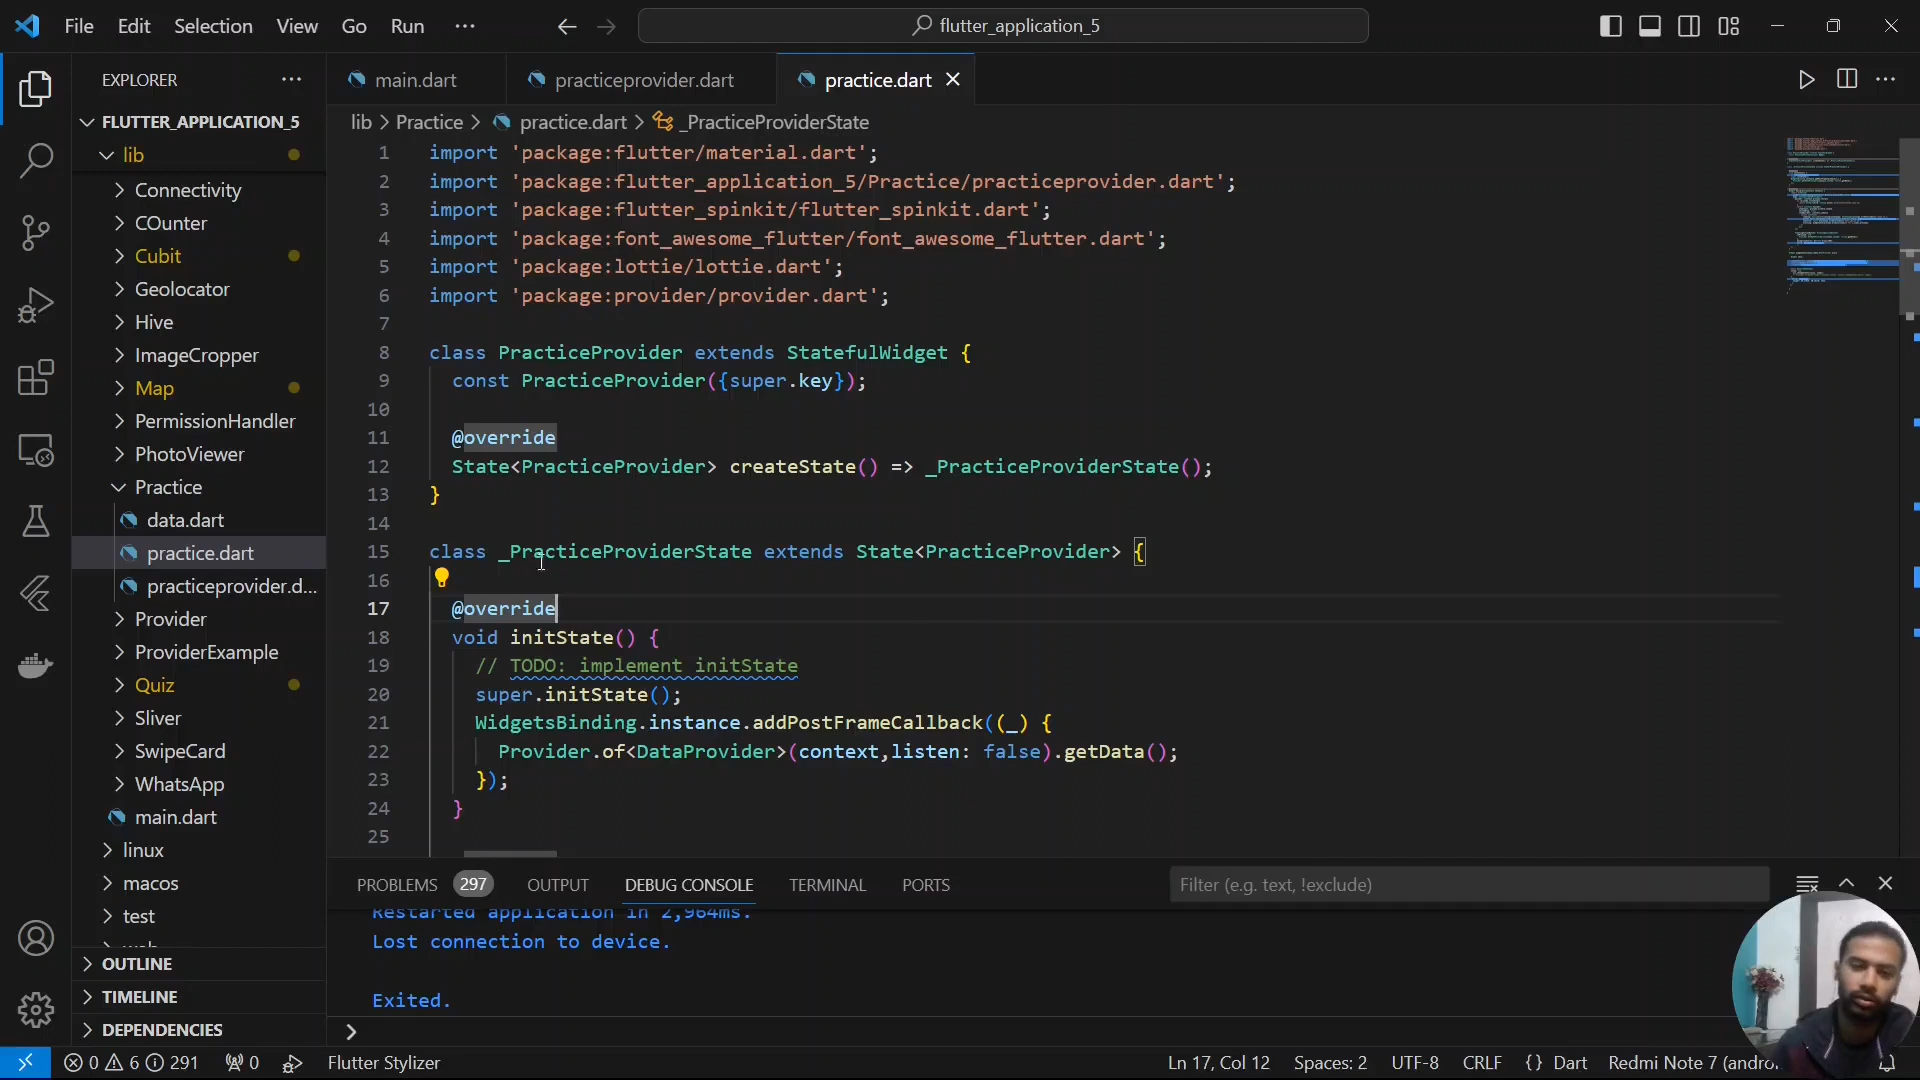 File Edit Selection View Go Run ··· flutter_application_5
EXPLORER ···
FLUTTER_APPLICATION_5
lib
Connectivity
COunter
Cubit
Geolocator
Hive
ImageCropper
Map
PermissionHandler
PhotoViewer
Practice
data.dart
practice.dart
practiceprovider.d...
Provider
ProviderExample
Quiz
Sliver
SwipeCard
WhatsApp
main.dart
linux
macos
test
OUTLINE
TIMELINE
DEPENDENCIES
main.dart practiceprovider.dart practice.dart
lib > Practice > practice.dart > _PracticeProviderState
1 import 'package:flutter/material.dart';
2 import 'package:flutter_application_5/Practice/practiceprovider.dart';
3 import 'package:flutter_spinkit/flutter_spinkit.dart';
4 import 'package:font_awesome_flutter/font_awesome_flutter.dart';
5 import 'package:lottie/lottie.dart';
6 import 'package:provider/provider.dart';
7
8 class PracticeProvider extends StatefulWidget {
9 const PracticeProvider({super.key});
10
11 @override
12 State<PracticeProvider> createState() => _PracticeProviderState();
13 }
14
15 class _PracticeProviderState extends State<PracticeProvider> {
16
17 @override
18 void initState() {
19 // TODO: implement initState
20 super.initState();
21 WidgetsBinding.instance.addPostFrameCallback((_) {
22 Provider.of<DataProvider>(context,listen: false).getData();
23 });
24 }
25
PROBLEMS 297 OUTPUT DEBUG CONSOLE TERMINAL PORTS Filter (e.g. text, !exclude)
Restarted application in 2,964ms.
Lost connection to device.
Exited.
0 6 291 0 Flutter Stylizer Ln 17, Col 12 Spaces: 2 UTF-8 CRLF {} Dart Redmi Note 7